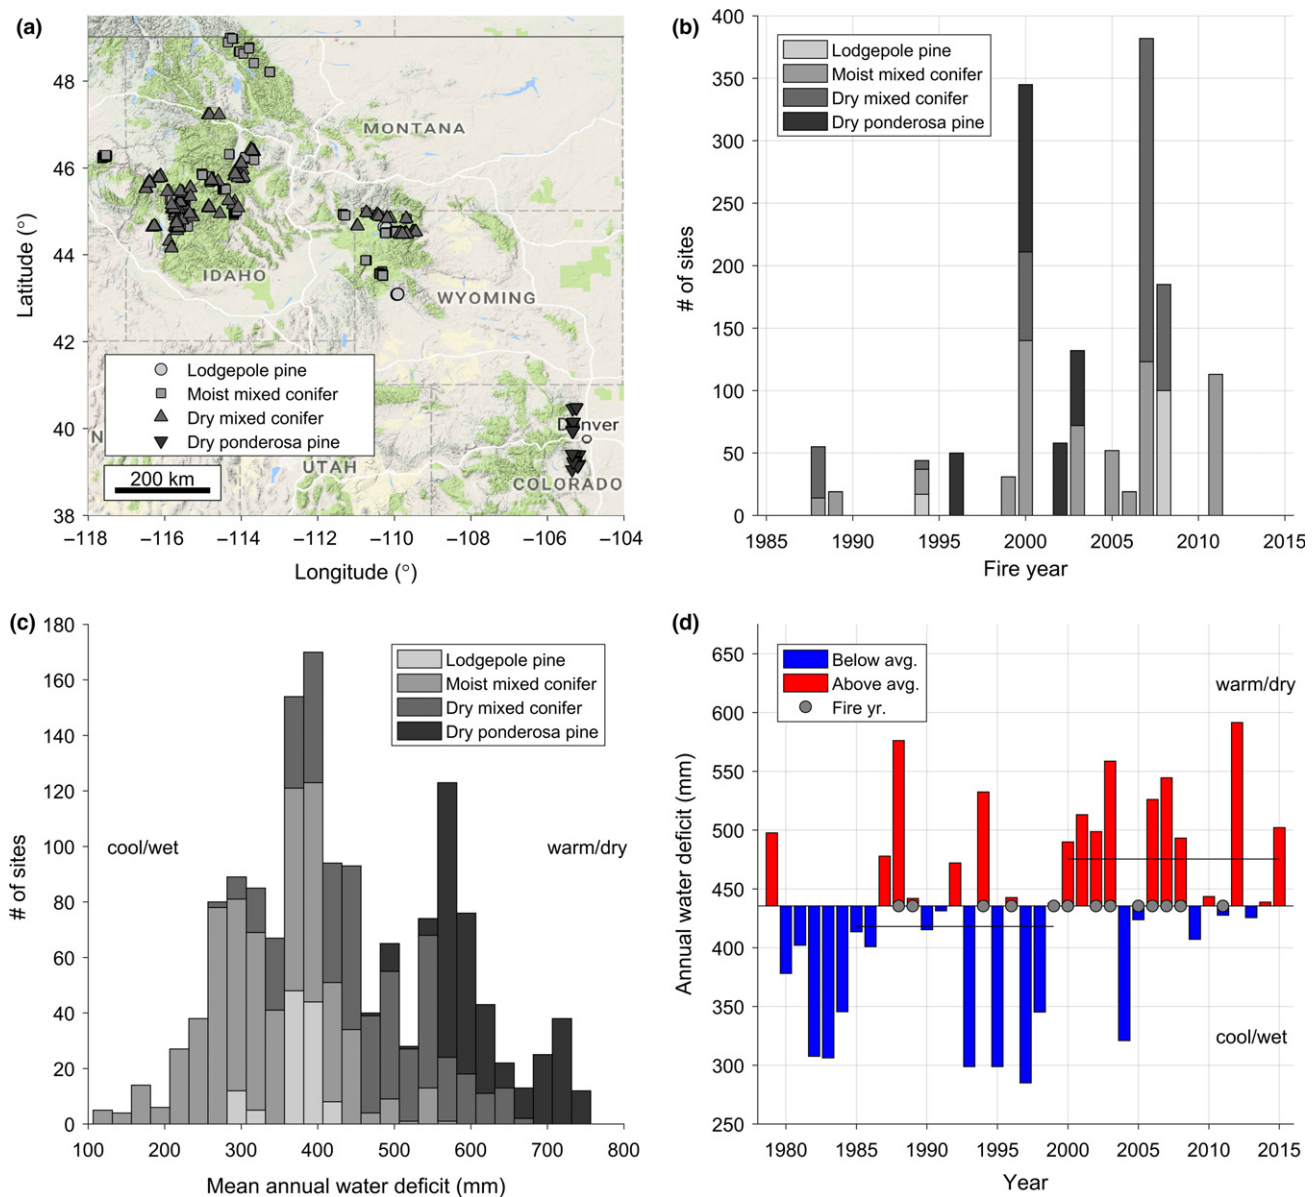 (a)
MONTANA
IDAHO
WYOMING
Denver
N
UTAH
COLORADO
Lodgepole pine
Moist mixed conifer
Dry mixed conifer
Dry ponderosa pine
200 km
48
46
44
42
40
38
Latitude (°)
−118
−116
−114
−112
−110
−108
−106
−104
Longitude (°)
(b)
Lodgepole pine
Moist mixed conifer
Dry mixed conifer
Dry ponderosa pine
400
350
300
250
200
150
100
50
0
# of sites
1985
1990
1995
2000
2005
2010
2015
Fire year
(c)
Lodgepole pine
Moist mixed conifer
Dry mixed conifer
Dry ponderosa pine
cool/wet
warm/dry
180
160
140
120
100
80
60
40
20
0
# of sites
100
200
300
400
500
600
700
800
Mean annual water deficit (mm)
(d)
Below avg.
Above avg.
Fire yr.
warm/dry
cool/wet
650
600
550
500
450
400
350
300
250
Annual water deficit (mm)
1980
1985
1990
1995
2000
2005
2010
2015
Year